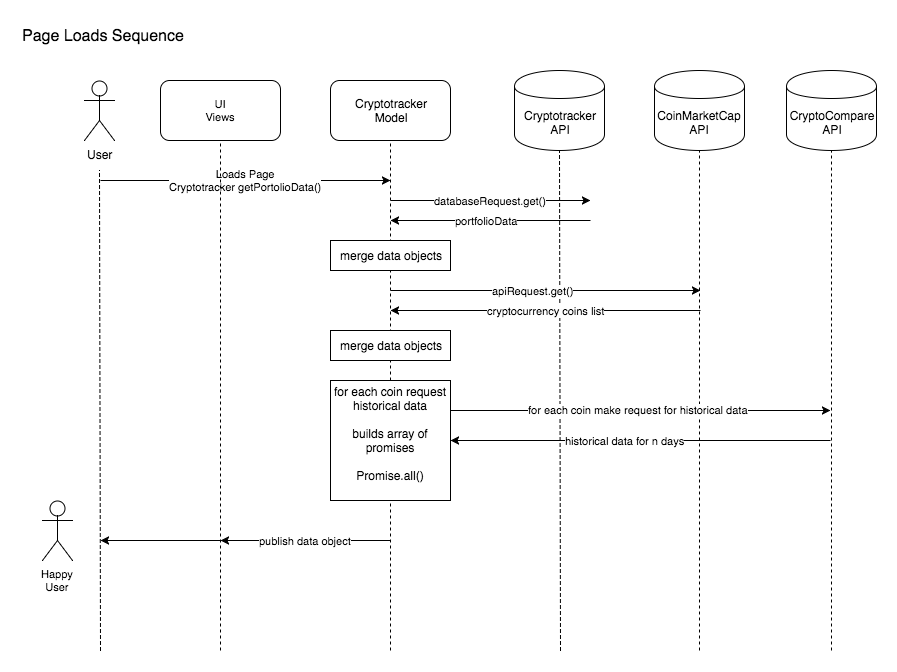 Page Loads Sequence
UI
Views
Cryptotracker
Model
Cryptotracker
API
CoinMarketCap
API
CryptoCompare
API
User
Loads Page
Cryptotracker getPortolioData()
databaseRequest.get()
portfolioData
merge data objects
apiRequest.get()
cryptocurrency coins list
merge data objects
for each coin request
historical data
builds array of
promises
Promise.all()
for each coin make request for historical data
historical data for n days
publish data object
Happy
User